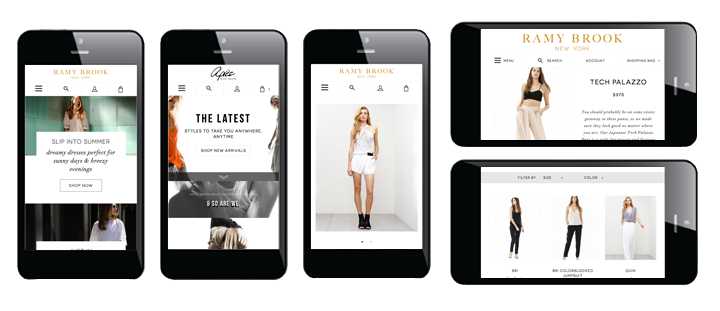 RAMY BROOK
NEW YORK
SLIP INTO SUMMER
dreamy dresses perfect for
sunny days & breezy
evenings
SHOP NOW
THE LATEST
STYLES TO TAKE YOU ANYWHERE,
ANYTIME
SHOP NEW ARRIVALS
& SO ARE WE.
RAMY BROOK
NEW YORK
RAMY BROOK
NEW YORK
MENU
SEARCH
ACCOUNT
SHOPPING BAG 1
TECH PALAZZO
$375
You should probably be on some exotic
getaway in these pants, so we made
sure they look good no matter where
you are. Our Japanese Tech Palazzo
FILTER BY
SIZE
COLOR
BRI
BRI COLORBLOCKED
JUMPSUIT
QUIN